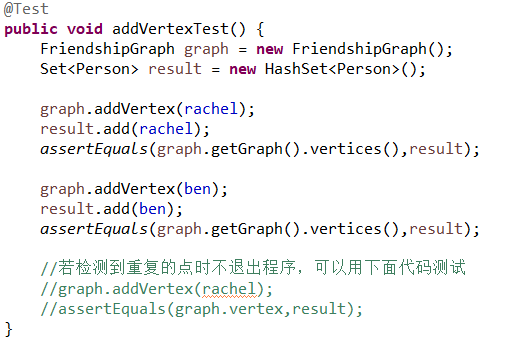 @Test
public void addVertexTest() {
FriendshipGraph graph = new FriendshipGraph();
Set<Person> result = new HashSet<Person>();
graph.addVertex(rachel);
result.add(rachel);
assertEquals(graph.getGraph().vertices(),result);
graph.addVertex(ben);
result.add(ben);
assertEquals(graph.getGraph().vertices(),result);
//若检测到重复的点时不退出程序，可以用下面代码测试
//graph.addVertex(rachel);
//assertEquals(graph.vertex,result);
}